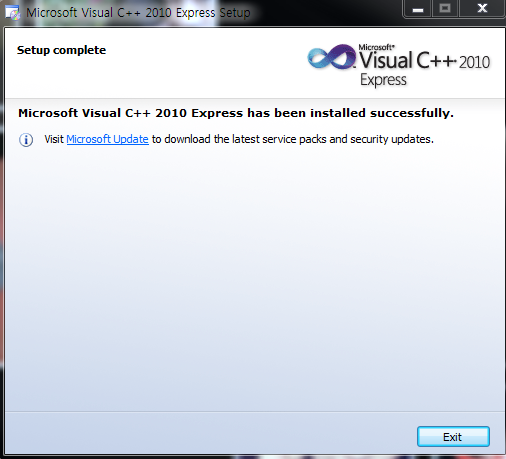 Microsoft Visual C++ 2010 Express Setup
Setup complete
Microsoft®
Visual C++ 2010
Express
Microsoft Visual C++ 2010 Express has been installed successfully.
Visit Microsoft Update to download the latest service packs and security updates.
Exit